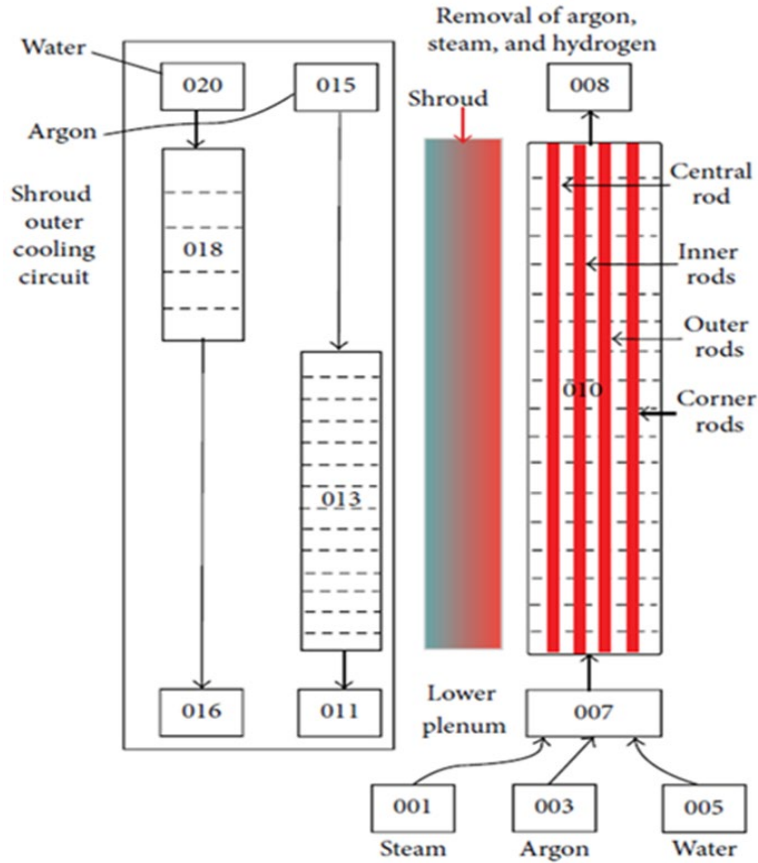 Removal of argon,
steam, and hydrogen
Water
020
015
008
Shroud
Argon
Shroud
outer
cooling
circuit
018
Central
rod
Inner
rods
Outer
rods
010
Corner
rods
013
Lower
plenum
016
011
007
001
003
005
Steam
Argon
Water